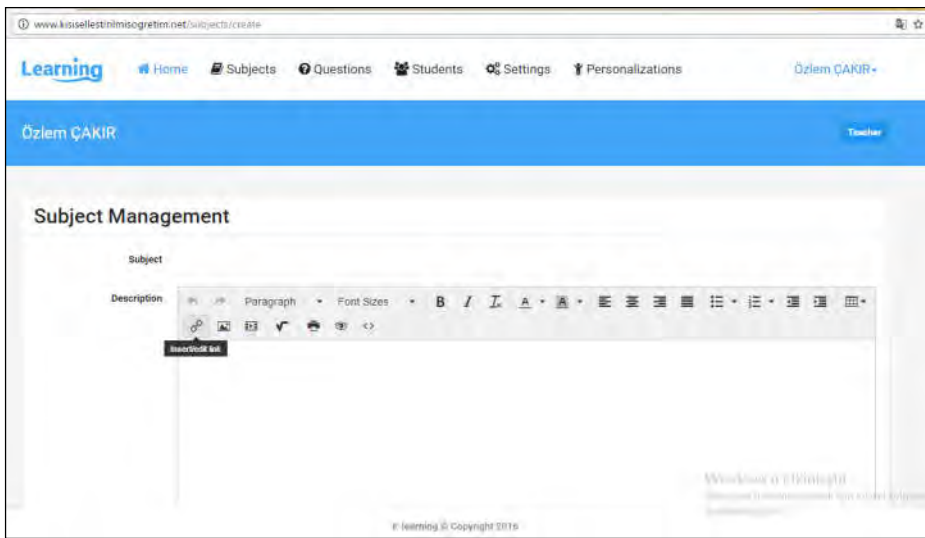 www.kisisellestirilmisogretim.net/subjects/create
Learning Home Subjects Questions Students Settings Personalizations Özlem ÇAKIR
Özlem ÇAKIR Teacher
Subject Management
Subject
Description Paragraph Font Sizes B I
Insert/edit link
E-learning © Copyright 2016